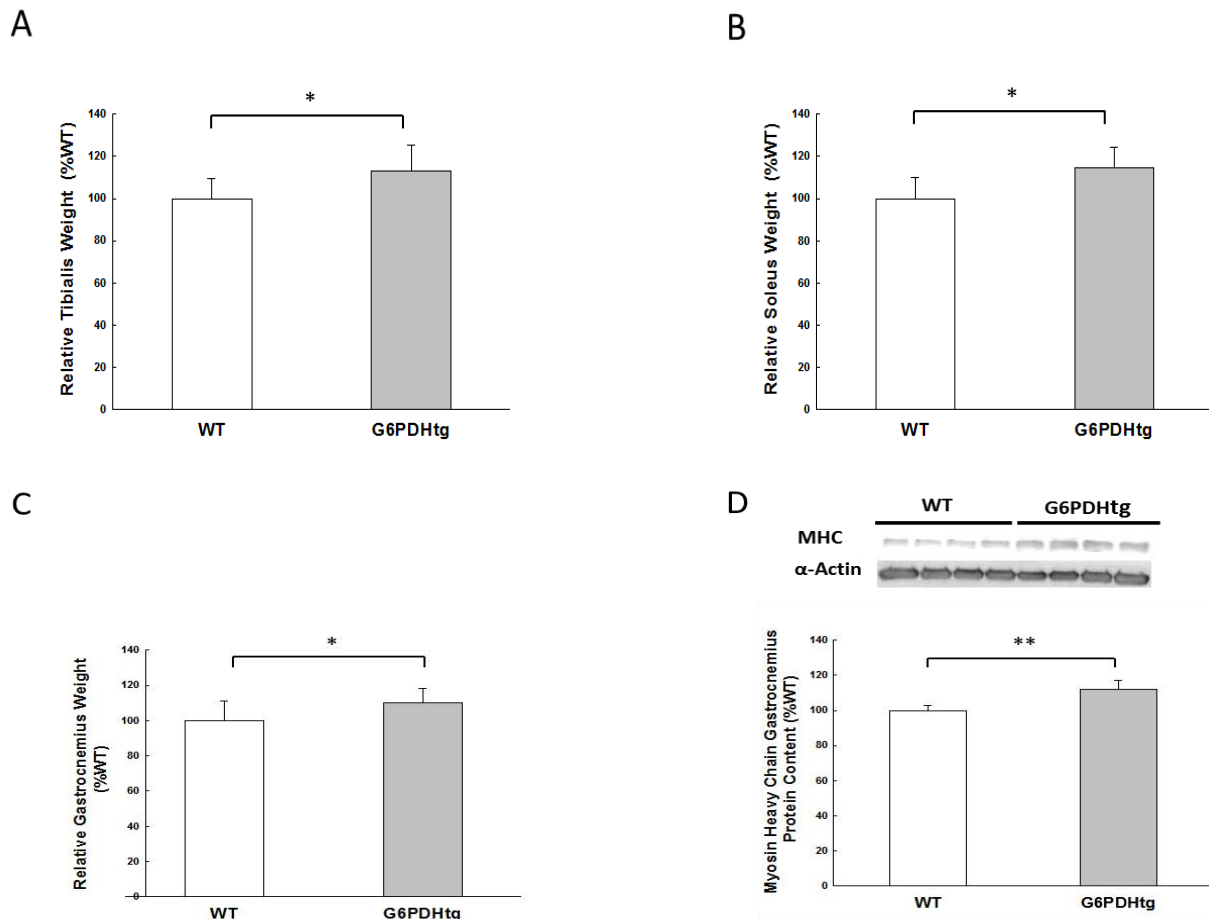 A
*
Relative Tibialis Weight (%WT)
140
120
100
80
60
40
20
0
WT G6PDHtg
B
*
Relative Soleus Weight (%WT)
140
120
100
80
60
40
20
0
WT G6PDHtg
C
*
Relative Gastrocnemius Weight
(%WT)
140
120
100
80
60
40
20
0
WT G6PDHtg
D
WT G6PDHtg
MHC
α-Actin
**
Myosin Heavy Chain Gastrocnemius
Protein Content (%WT)
140
120
100
80
60
40
20
0
WT G6PDHtg